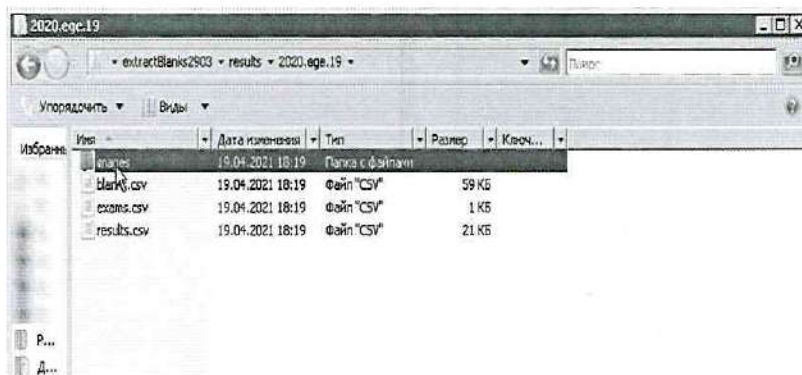 2020.ege.19
extractBlanks2903 results 2020.ege.19
Поиск
Упорядочить Виды
Избранн
Имя Дата изменения Тип Размер Ключ...
19.04.2021 18:19 Папка с файлами
blanks.csv 19.04.2021 18:19 Файл "CSV" 59 КБ
exams.csv 19.04.2021 18:19 Файл "CSV" 1 КБ
results.csv 19.04.2021 18:19 Файл "CSV" 21 КБ
Р...
Д...